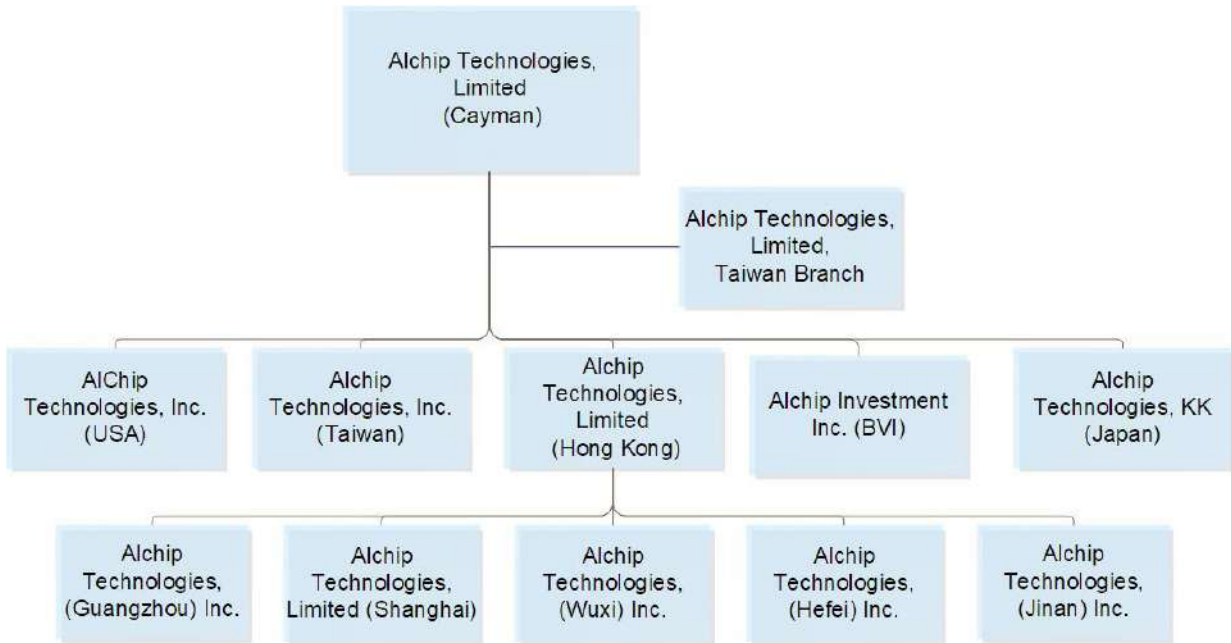 Alchip Technologies,
Limited
(Cayman)
Alchip Technologies,
Limited,
Taiwan Branch
AlChip
Technologies, Inc.
(USA)
Alchip
Technologies, Inc.
(Taiwan)
Alchip
Technologies,
Limited
(Hong Kong)
Alchip Investment
Inc. (BVI)
Alchip
Technologies, KK
(Japan)
Alchip
Technologies,
(Guangzhou) Inc.
Alchip
Technologies,
Limited (Shanghai)
Alchip
Technologies,
(Wuxi) Inc.
Alchip
Technologies,
(Hefei) Inc.
Alchip
Technologies,
(Jinan) Inc.